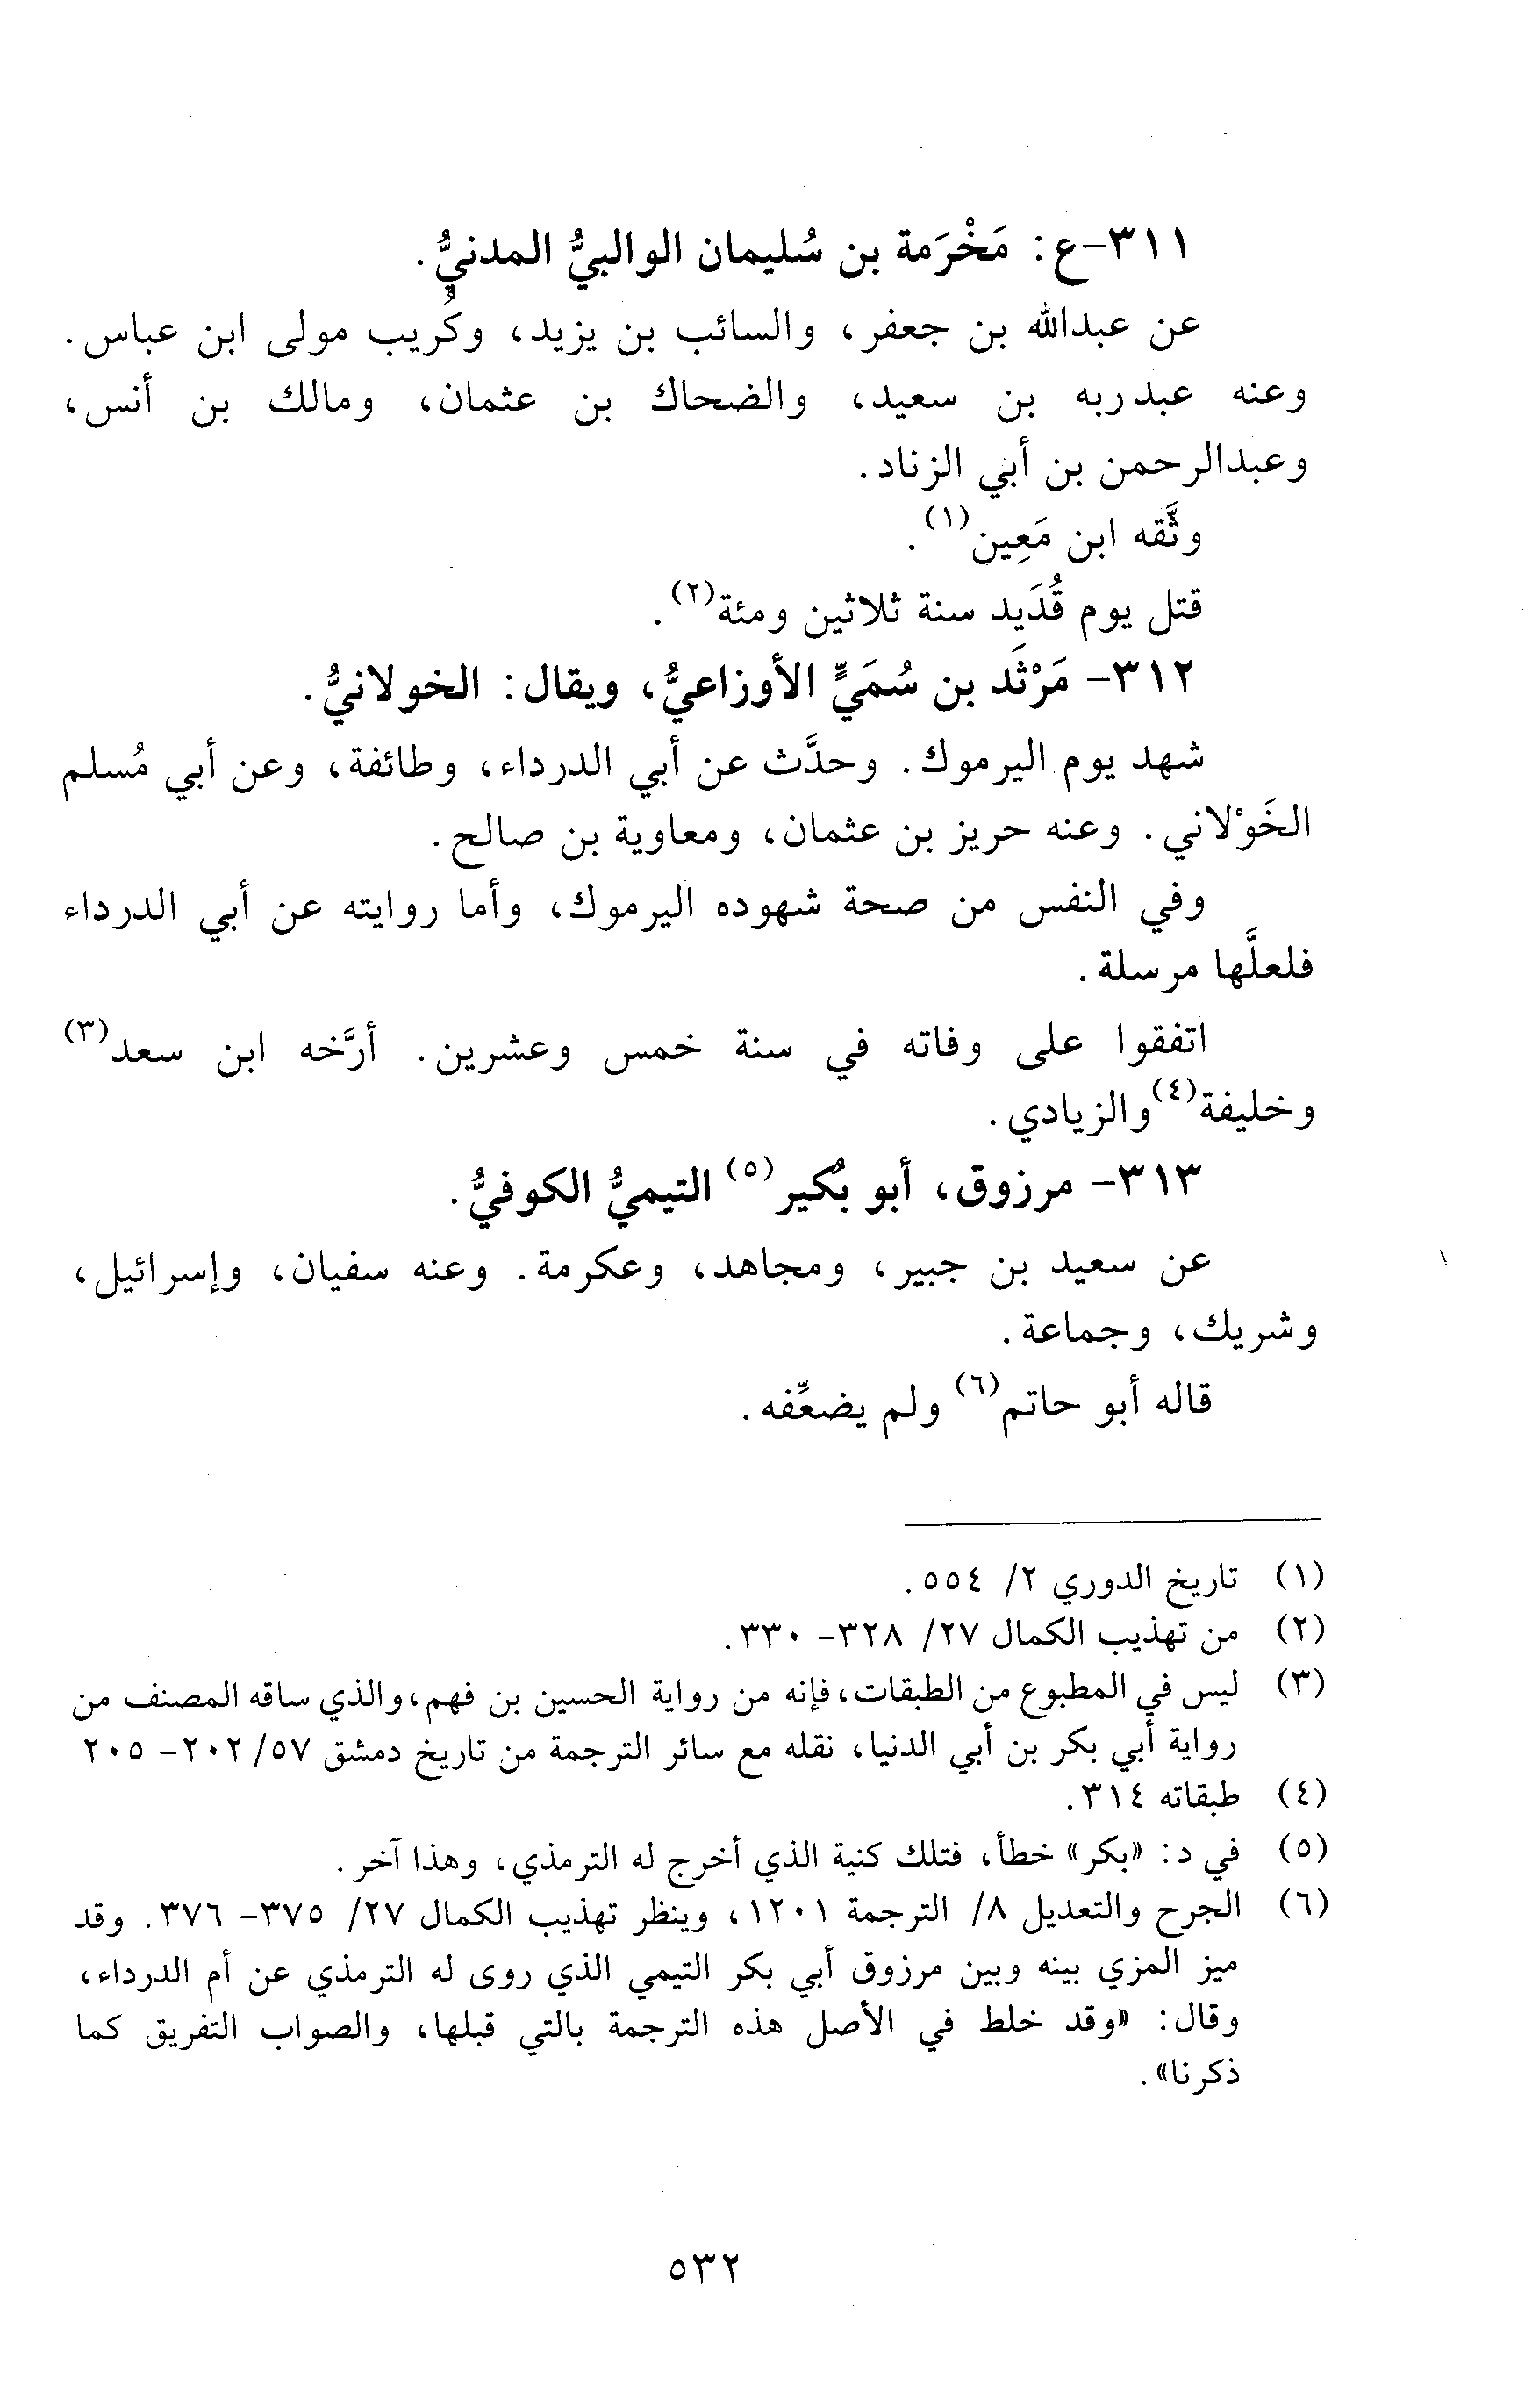 ٣١١-ع: مَخْرَمة بن سُليمان الوالبيُّ المدنيُّ.
عن عبدالله بن جعفر، والسائب بن يزيد، وكُريب مولى ابن عباس.
وعنه عبدربه بن سعيد، والضحاك بن عثمان، ومالك بن أنس،
وعبدالرحمن بن أبي الزناد.
وثَّقه ابن مَعِين(١).
قتل يوم قُدَيد سنة ثلاثين ومئة(٢).
٣١٢- مَرْثَد بن سُمَيٍّ الأوزاعيُّ، ويقال: الخولانيُّ.
شهد يوم اليرموك. وحدَّث عن أبي الدرداء، وطائفة، وعن أبي مُسلم
الخَوْلاني. وعنه حريز بن عثمان، ومعاوية بن صالح.
وفي النفس من صحة شهوده اليرموك، وأما روايته عن أبي الدرداء
فلعلَّها مرسلة.
اتفقوا على وفاته في سنة خمس وعشرين. أرَّخه ابن سعد(٣)
وخليفة(٤) والزيادي.
٣١٣- مرزوق، أبو بُكير(٥) التيميُّ الكوفيُّ.
عن سعيد بن جبير، ومجاهد، وعكرمة. وعنه سفيان، وإسرائيل،
وشريك، وجماعة.
قاله أبو حاتم(٦) ولم يضعِّفه.
(١) تاريخ الدوري ٢/ ٥٥٤.
(٢) من تهذيب الكمال ٢٧/ ٣٢٨- ٣٣٠.
(٣) ليس في المطبوع من الطبقات، فإنه من رواية الحسين بن فهم، والذي ساقه المصنف من
رواية أبي بكر بن أبي الدنيا، نقله مع سائر الترجمة من تاريخ دمشق ٥٧/ ٢٠٢- ٢٠٥
(٤) طبقاته ٣١٤.
(٥) في د: «بكر» خطأ، فتلك كنية الذي أخرج له الترمذي، وهذا آخر.
(٦) الجرح والتعديل ٨/ الترجمة ١٢٠١، وينظر تهذيب الكمال ٢٧/ ٣٧٥- ٣٧٦. وقد
ميز المزي بينه وبين مرزوق أبي بكر التيمي الذي روى له الترمذي عن أم الدرداء،
وقال: «وقد خلط في الأصل هذه الترجمة بالتي قبلها، والصواب التفريق كما
ذكرنا».
٥٣٢